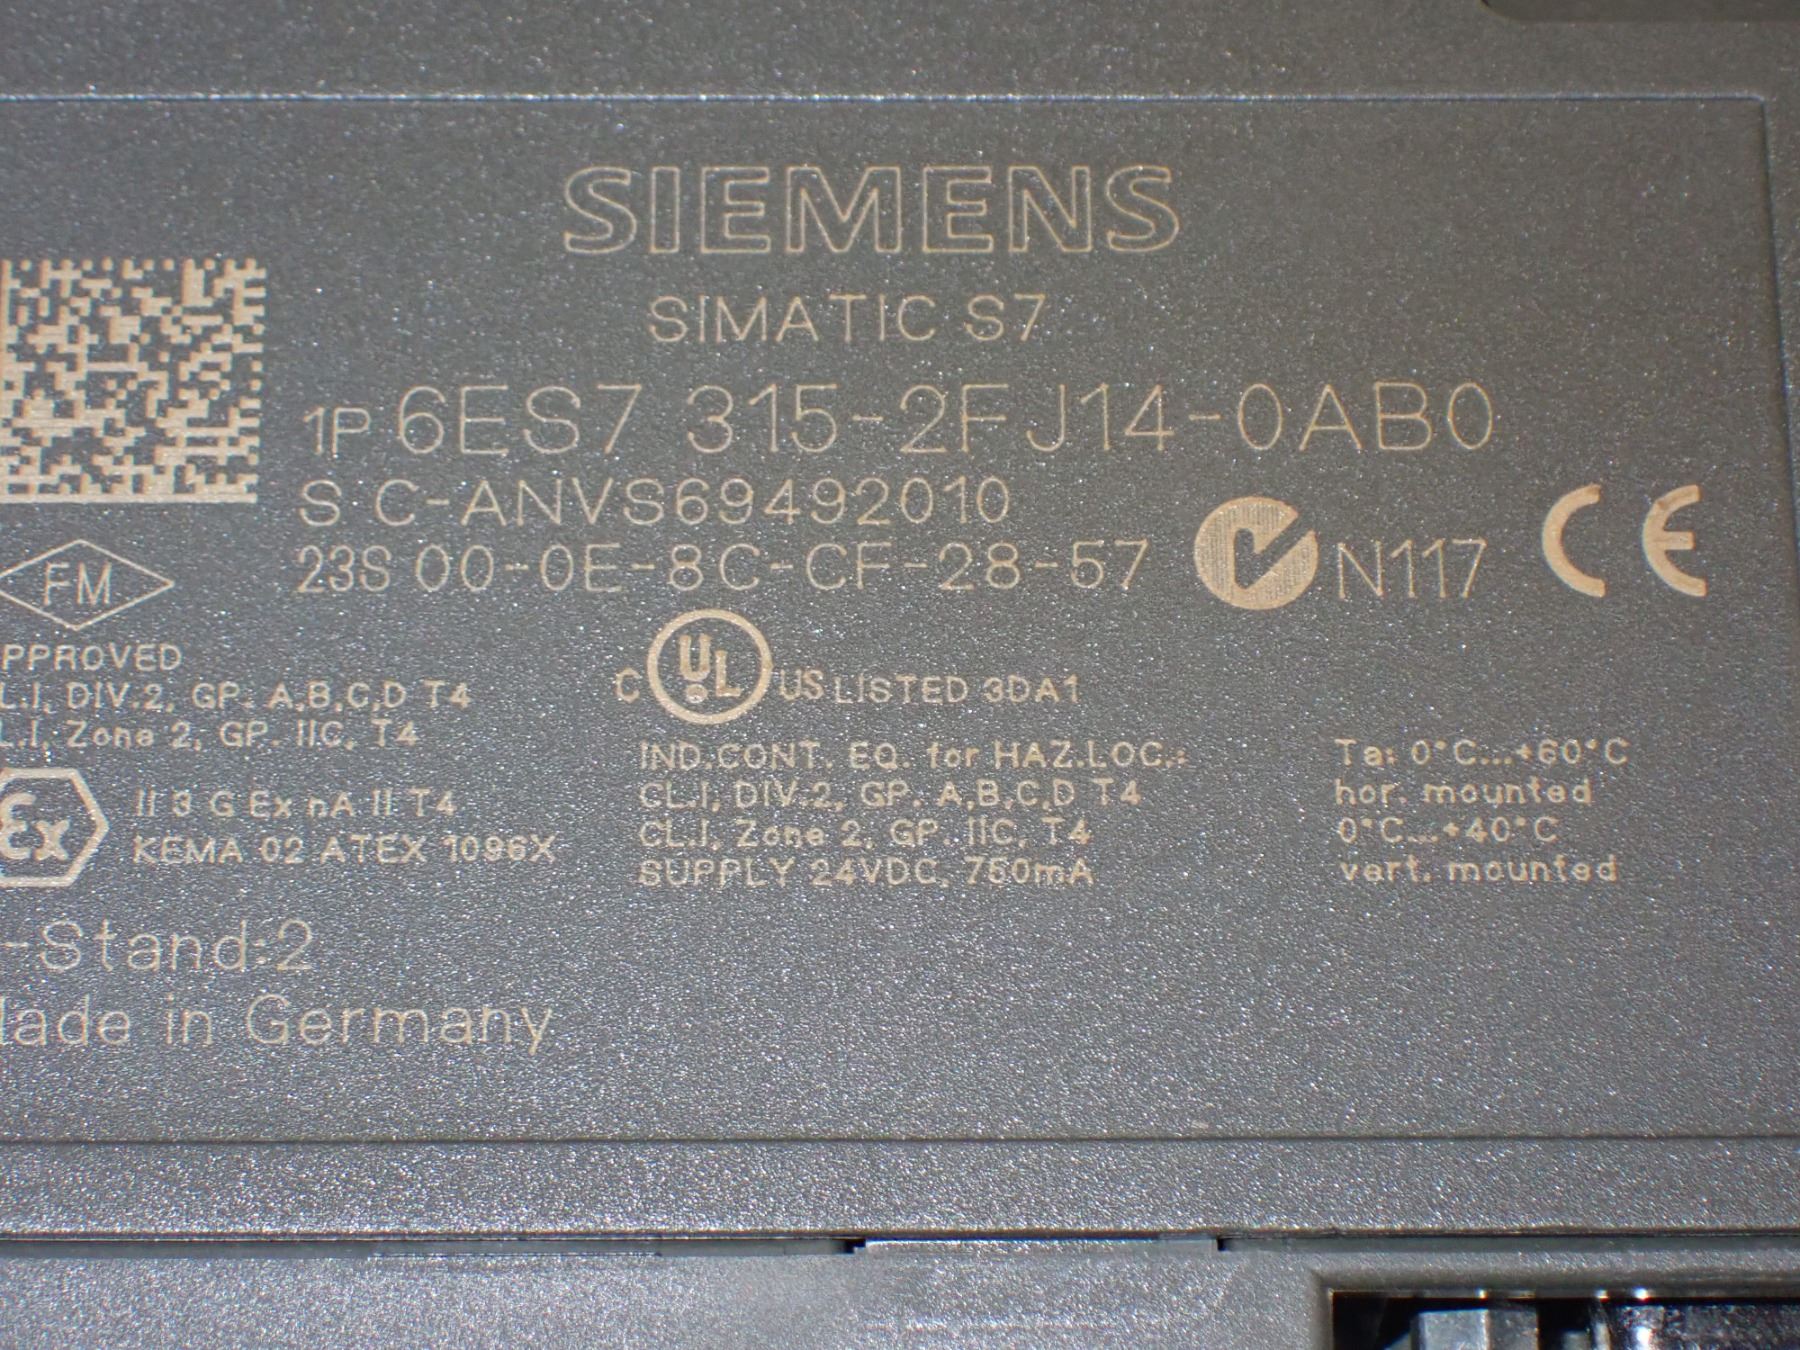 SIEMENS
SIMATIC S7
1P 6ES7 315-2FJ14-0AB0
S C-ANVS69492010
23S 00-0E-8C-CF-28-57
N117 CE
FM
PPROVED
L.I, DIV.2, GP. A,B,C,D T4
L.I, Zone 2, GP. IIC, T4
Ex II 3 G Ex nA II T4
KEMA 02 ATEX 1096X
C UL US LISTED 3DA1
IND.CONT. EQ. for HAZ.LOC.:
CL.I, DIV.2, GP. A,B,C,D T4
CL.I, Zone 2, GP. IIC, T4
SUPPLY 24VDC, 750mA
Ta: 0°C...+60°C
hor. mounted
0°C...+40°C
vert. mounted
-Stand:2
ade in Germany